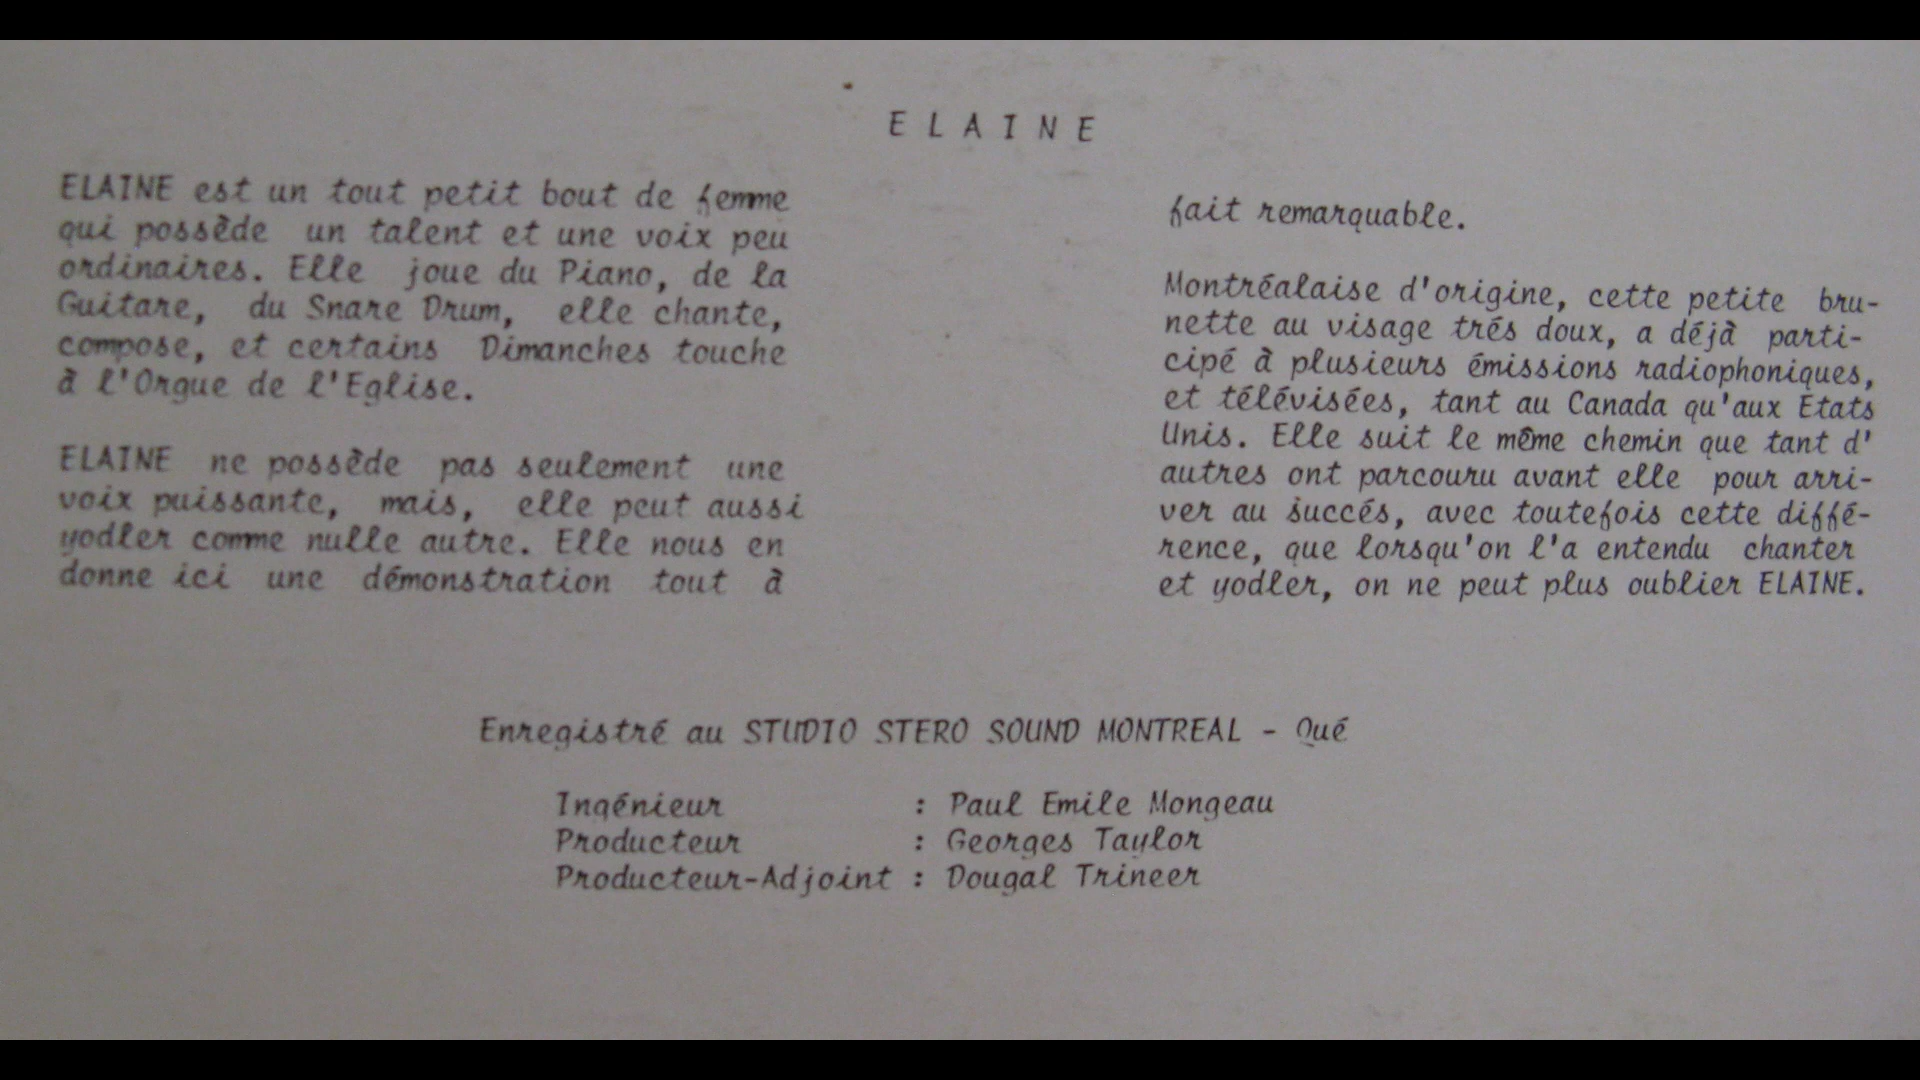 ELAINE
ELAINE est un tout petit bout de femme
qui possède un talent et une voix peu
ordinaires. Elle joue du Piano, de la
Guitare, du Snare Drum, elle chante,
compose, et certains Dimanches touche
à l'Orgue de l'Eglise.
ELAINE ne possède pas seulement une
voix puissante, mais, elle peut aussi
yodler comme nulle autre. Elle nous en
donne ici une démonstration tout à
fait remarquable.
Montréalaise d'origine, cette petite bru-
nette au visage trés doux, a déjà parti-
cipé à plusieurs émissions radiophoniques,
et télévisées, tant au Canada qu'aux Etats
Unis. Elle suit le même chemin que tant d'
autres ont parcouru avant elle pour arri-
ver au succés, avec toutefois cette diffé-
rence, que lorsqu'on l'a entendu chanter
et yodler, on ne peut plus oublier ELAINE.
Enregistré au STUDIO STERO SOUND MONTREAL - Qué
Ingénieur : Paul Emile Mongeau
Producteur : Georges Taylor
Producteur-Adjoint : Dougal Trineer